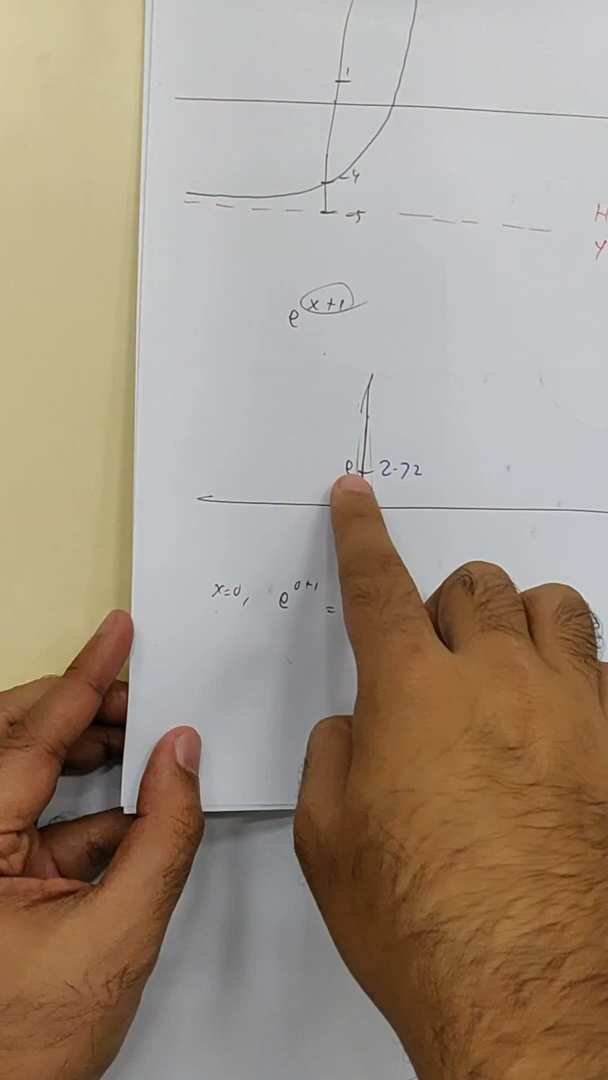 1
-4
-5
H
y
e^{x+1}
e 2.72
x=0, e^{0+1} =